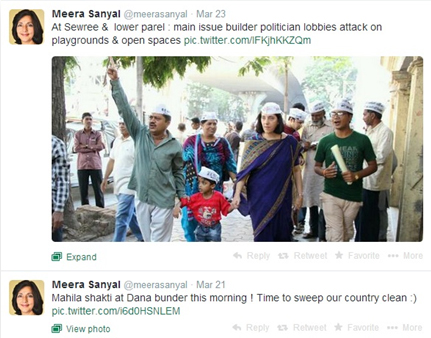 Meera Sanyal @meerasanyal · Mar 23
At Sewree & lower parel : main issue builder politician lobbies attack on
playgrounds & open spaces pic.twitter.com/lFKjhKKZQm
Expand Reply Retweet Favorite More
Meera Sanyal @meerasanyal · Mar 21
Mahila shakti at Dana bunder this morning ! Time to sweep our country clean :)
pic.twitter.com/i6d0HSNLEM
View photo Reply Retweet Favorite More